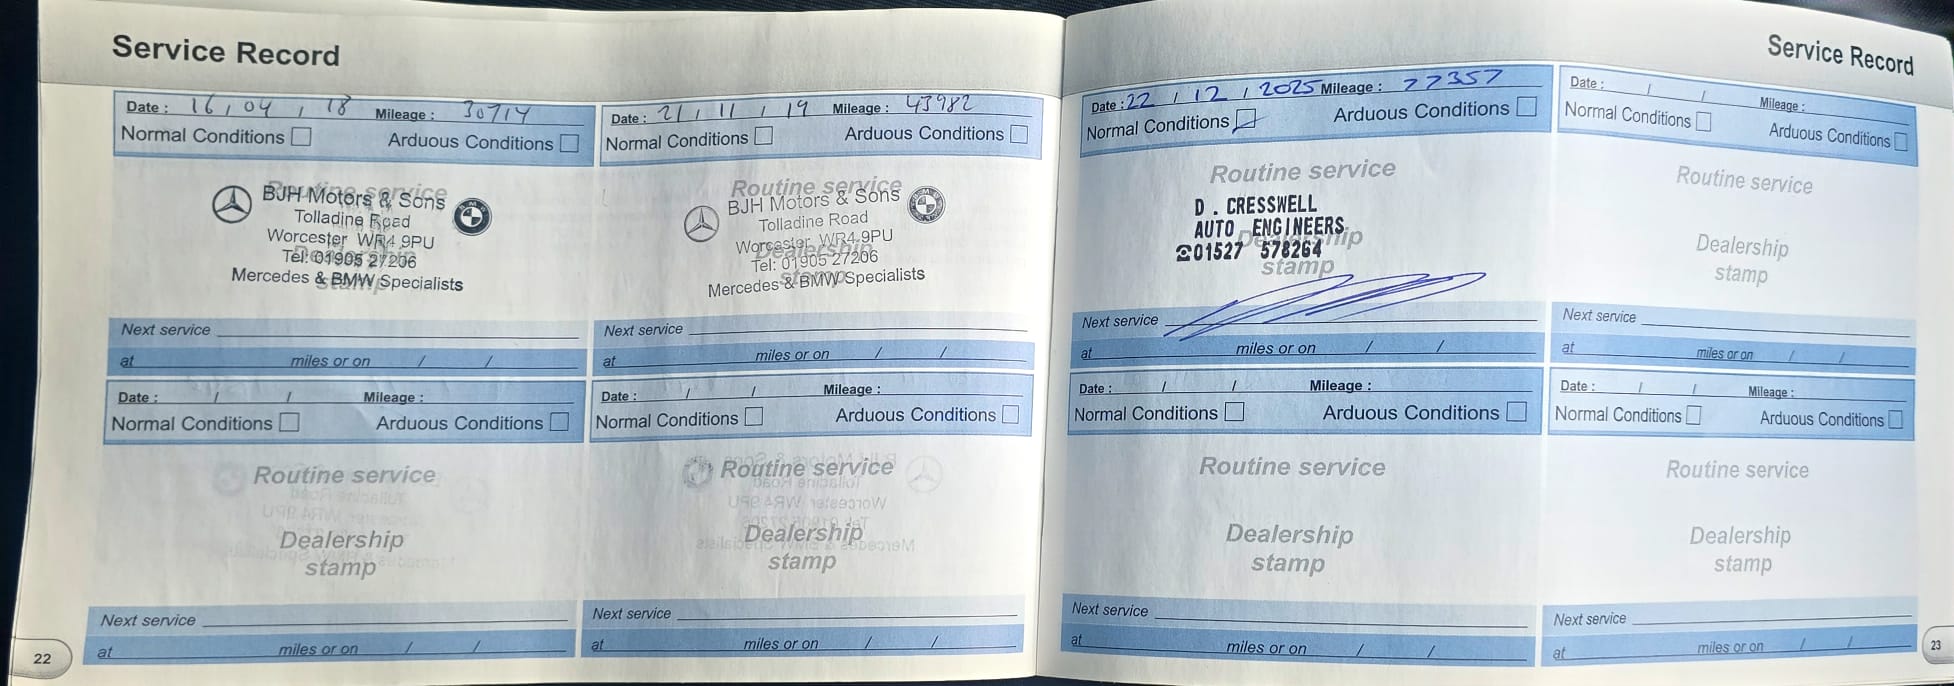 Service Record
Date : 16 / 04 / 18 Mileage : 30714
Normal Conditions Arduous Conditions
Routine service
BJH Motors & Sons
Tolladine Road
Worcester WR4 9PU
Tel: 01905 27206
Mercedes & BMW Specialists
Dealership
stamp
Next service
at miles or on / /
Date : 21 / 11 / 19 Mileage : 43982
Normal Conditions Arduous Conditions
Routine service
BJH Motors & Sons
Tolladine Road
Worcester WR4 9PU
Tel: 01905 27206
Mercedes & BMW Specialists
Dealership
stamp
Next service
at miles or on / /
Date : / / Mileage :
Normal Conditions Arduous Conditions
Routine service
Dealership
stamp
Next service
at miles or on / /
Date : / / Mileage :
Normal Conditions Arduous Conditions
Routine service
Dealership
stamp
Next service
at miles or on / /
22
Service Record
Date : 22 / 12 / 2025 Mileage : 77357
Normal Conditions Arduous Conditions
Routine service
D . CRESSWELL
AUTO ENGINEERS
☎01527 578264
Dealership
stamp
Next service
at miles or on / /
Date : / / Mileage :
Normal Conditions Arduous Conditions
Routine service
Dealership
stamp
Next service
at miles or on / /
Date : / / Mileage :
Normal Conditions Arduous Conditions
Routine service
Dealership
stamp
Next service
at miles or on / /
Date : / / Mileage :
Normal Conditions Arduous Conditions
Routine service
Dealership
stamp
Next service
at miles or on / /
23